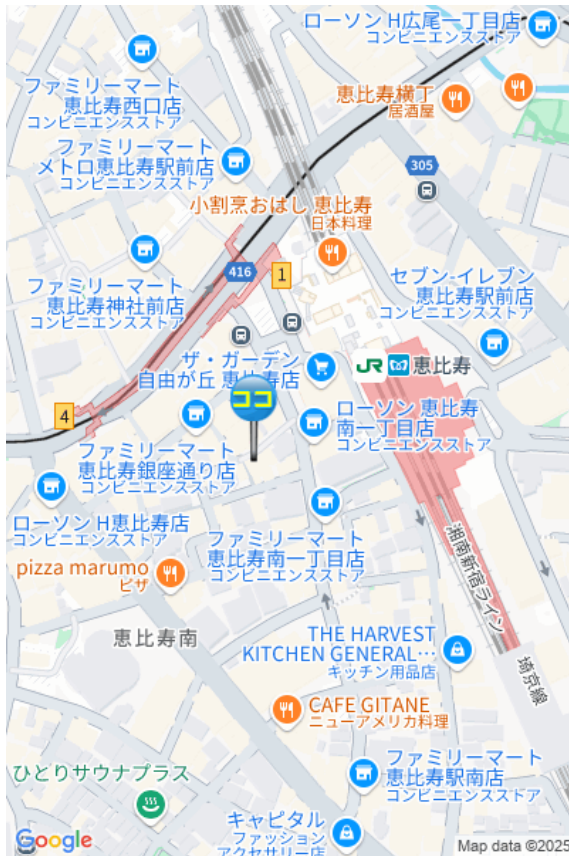 ローソン H広尾一丁目店
コンビニエンスストア
ファミリーマート
恵比寿西口店
コンビニエンスストア
恵比寿横丁
居酒屋
ファミリーマート
メトロ恵比寿駅前店
コンビニエンスストア
305
小割烹おはし 恵比寿
日本料理
416
1
ファミリーマート
恵比寿神社前店
コンビニエンスストア
セブン-イレブン
恵比寿駅前店
コンビニエンスストア
ザ・ガーデン
自由が丘 恵比寿店
JR 恵比寿
ココ
4
ローソン 恵比寿
南一丁目店
コンビニエンスストア
ファミリーマート
恵比寿銀座通り店
コンビニエンスストア
ローソン H恵比寿店
コンビニエンスストア
ファミリーマート
恵比寿南一丁目店
コンビニエンスストア
湘南新宿ライン
pizza marumo
ピザ
恵比寿南
THE HARVEST
KITCHEN GENERAL…
キッチン用品店
埼京線
CAFE GITANE
ニューアメリカ料理
ファミリーマート
恵比寿駅南店
コンビニエンスストア
ひとりサウナプラス
キャピタル
ファッション
アクセサリー店
Google
Map data ©2025